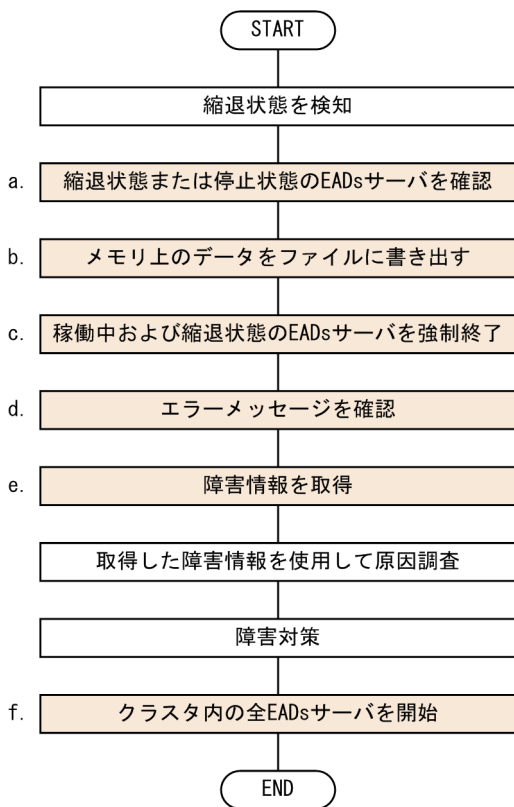 START
縮退状態を検知
a. 縮退状態または停止状態のEADsサーバを確認
b. メモリ上のデータをファイルに書き出す
c. 稼働中および縮退状態のEADsサーバを強制終了
d. エラーメッセージを確認
e. 障害情報を取得
取得した障害情報を使用して原因調査
障害対策
f. クラスタ内の全EADsサーバを開始
END